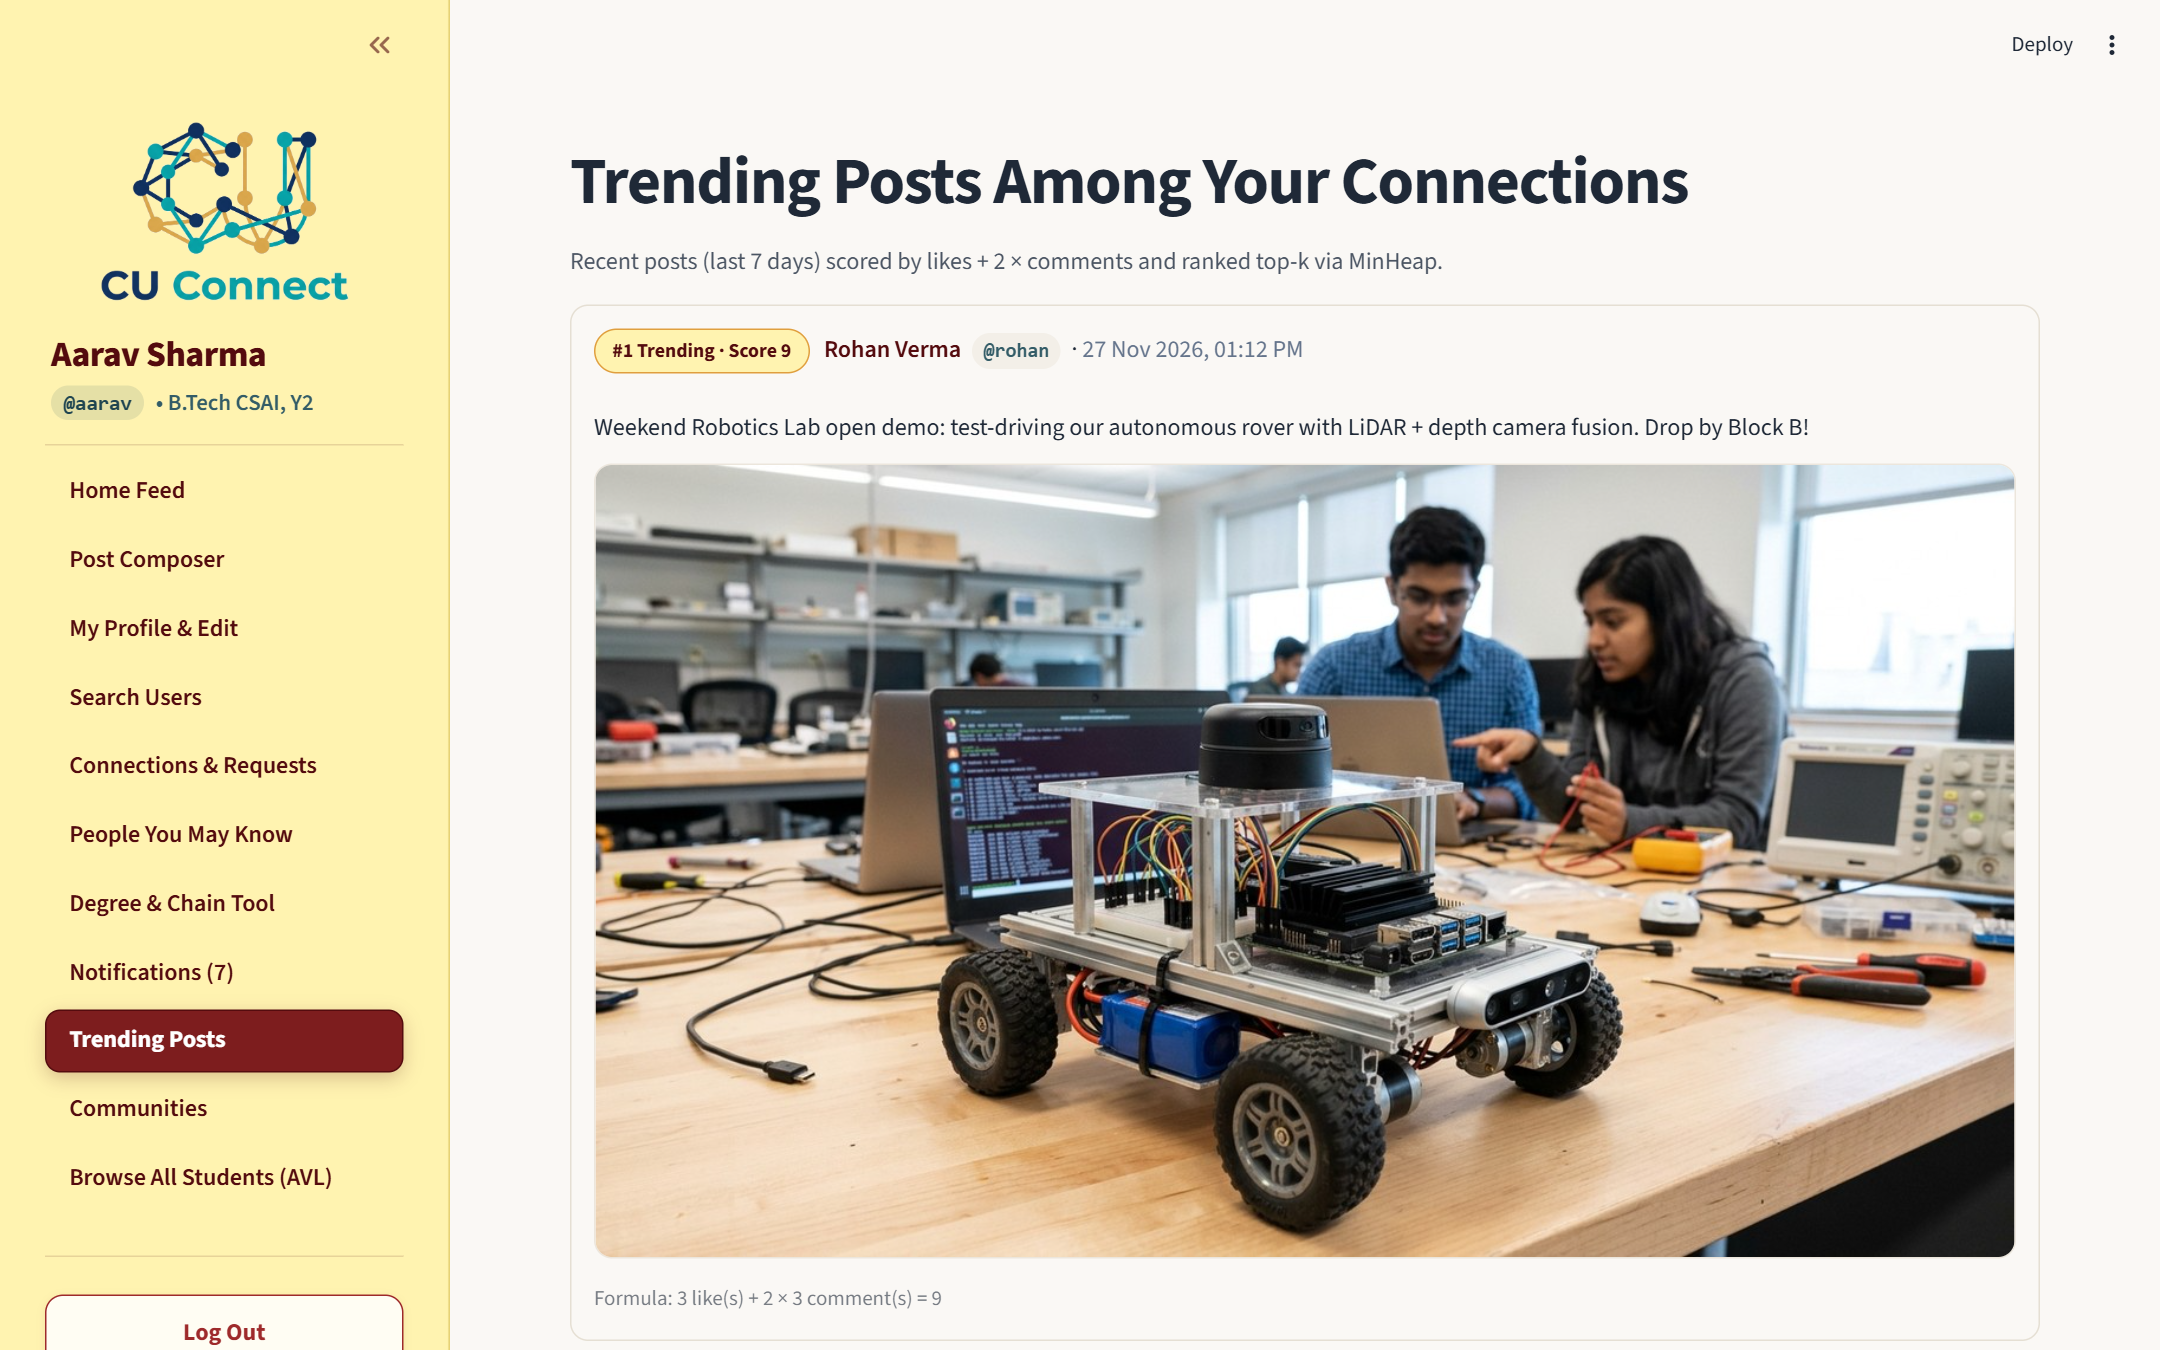 Deploy
CU Connect
Aarav Sharma
@aarav • B.Tech CSAI, Y2
Home Feed
Post Composer
My Profile & Edit
Search Users
Connections & Requests
People You May Know
Degree & Chain Tool
Notifications (7)
Trending Posts
Communities
Browse All Students (AVL)
Log Out
Trending Posts Among Your Connections
Recent posts (last 7 days) scored by likes + 2 × comments and ranked top-k via MinHeap.
#1 Trending · Score 9 Rohan Verma @rohan · 27 Nov 2026, 01:12 PM
Weekend Robotics Lab open demo: test-driving our autonomous rover with LiDAR + depth camera fusion. Drop by Block B!
Formula: 3 like(s) + 2 × 3 comment(s) = 9